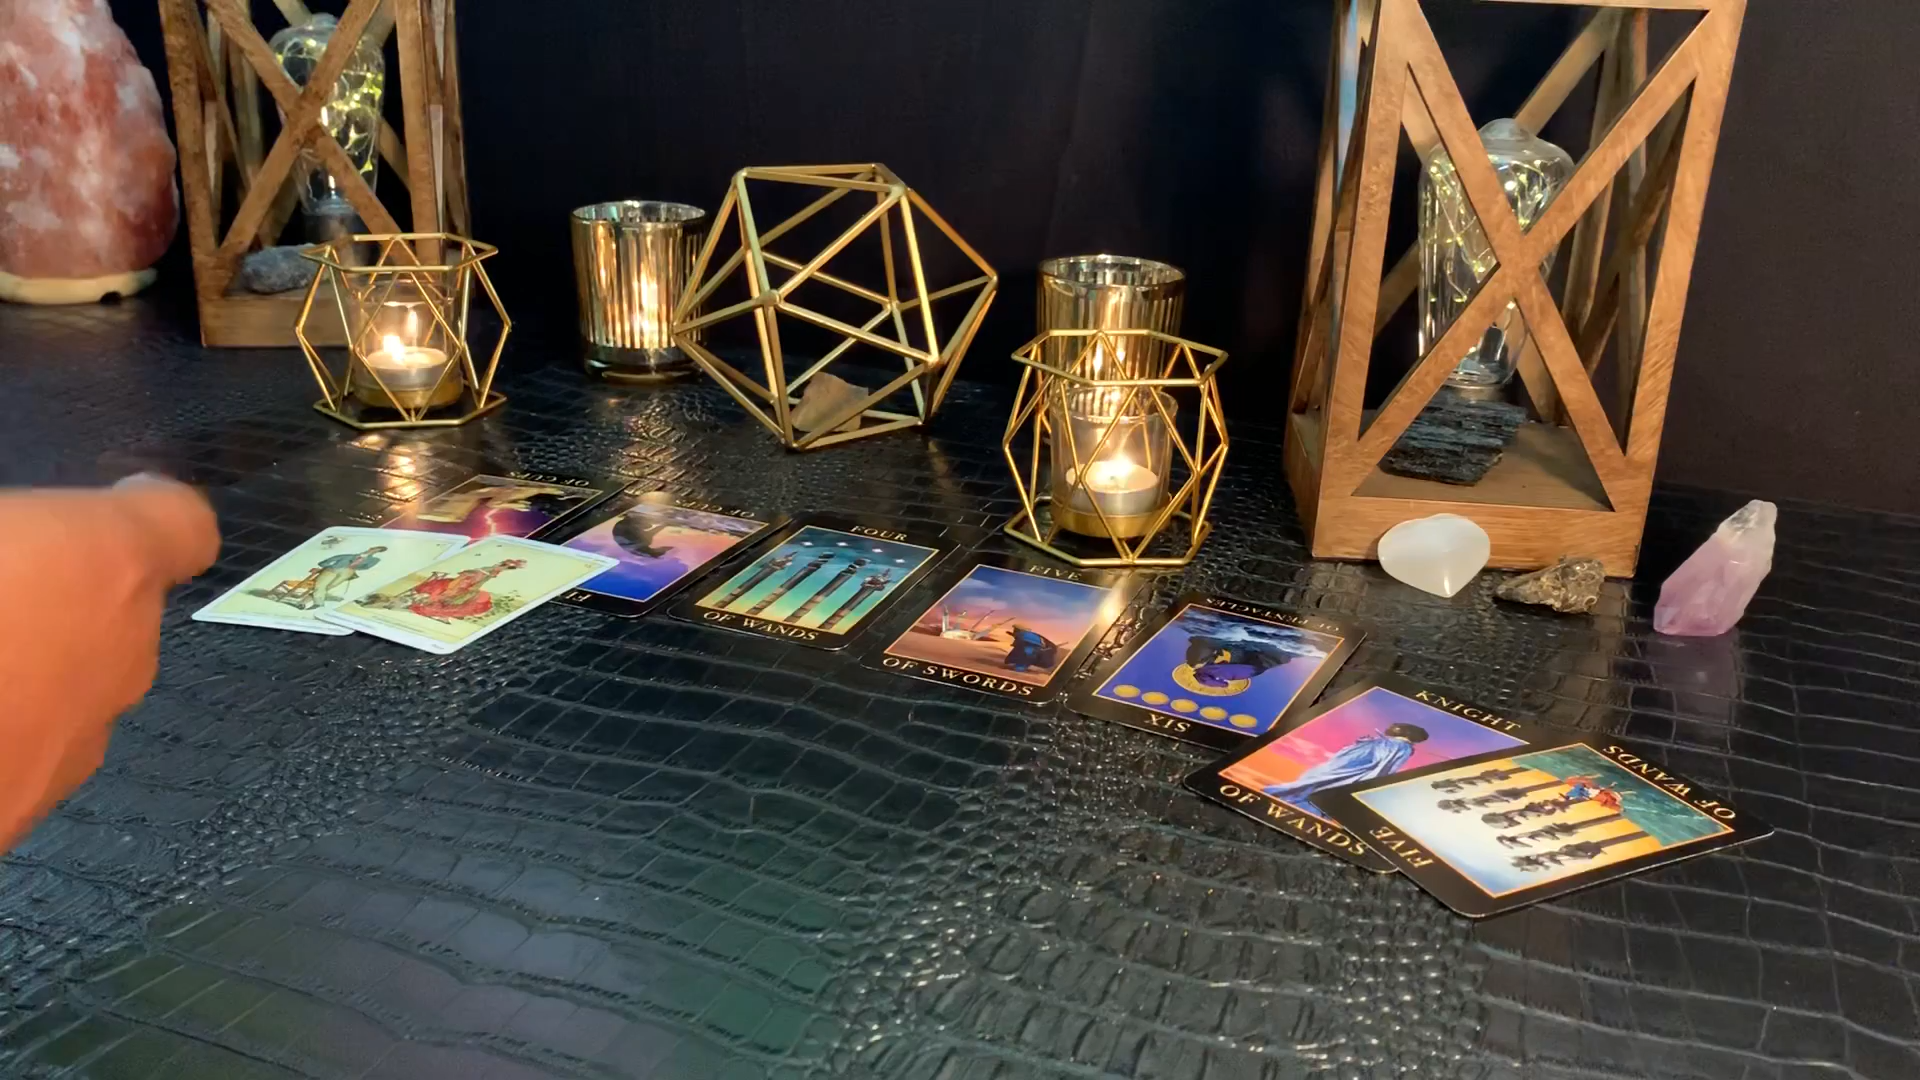 OF CUPS
OF CUPS
FOUR
OF WANDS
FIVE
OF SWORDS
OF PENTACLES
SIX
KNIGHT
OF WANDS
OF WANDS
FIVE